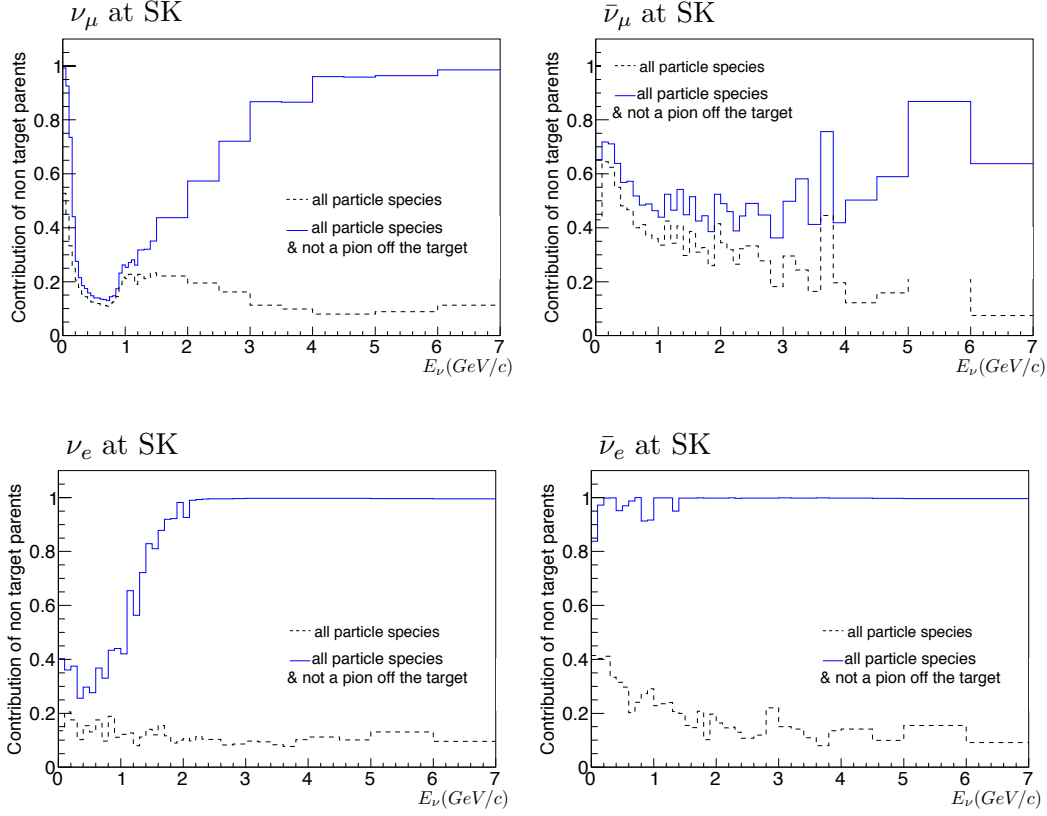 ν_μ at SK
Contribution of non target parents
1
0.8
0.6
0.4
0.2
0
all particle species
all particle species
& not a pion off the target
0 1 2 3 4 5 6 7
E_ν(GeV/c)
ν̄_μ at SK
Contribution of non target parents
1
0.8
0.6
0.4
0.2
0
all particle species
all particle species
& not a pion off the target
0 1 2 3 4 5 6 7
E_ν(GeV/c)
ν_e at SK
Contribution of non target parents
1
0.8
0.6
0.4
0.2
0
all particle species
all particle species
& not a pion off the target
0 1 2 3 4 5 6 7
E_ν(GeV/c)
ν̄_e at SK
Contribution of non target parents
1
0.8
0.6
0.4
0.2
0
all particle species
all particle species
& not a pion off the target
0 1 2 3 4 5 6 7
E_ν(GeV/c)